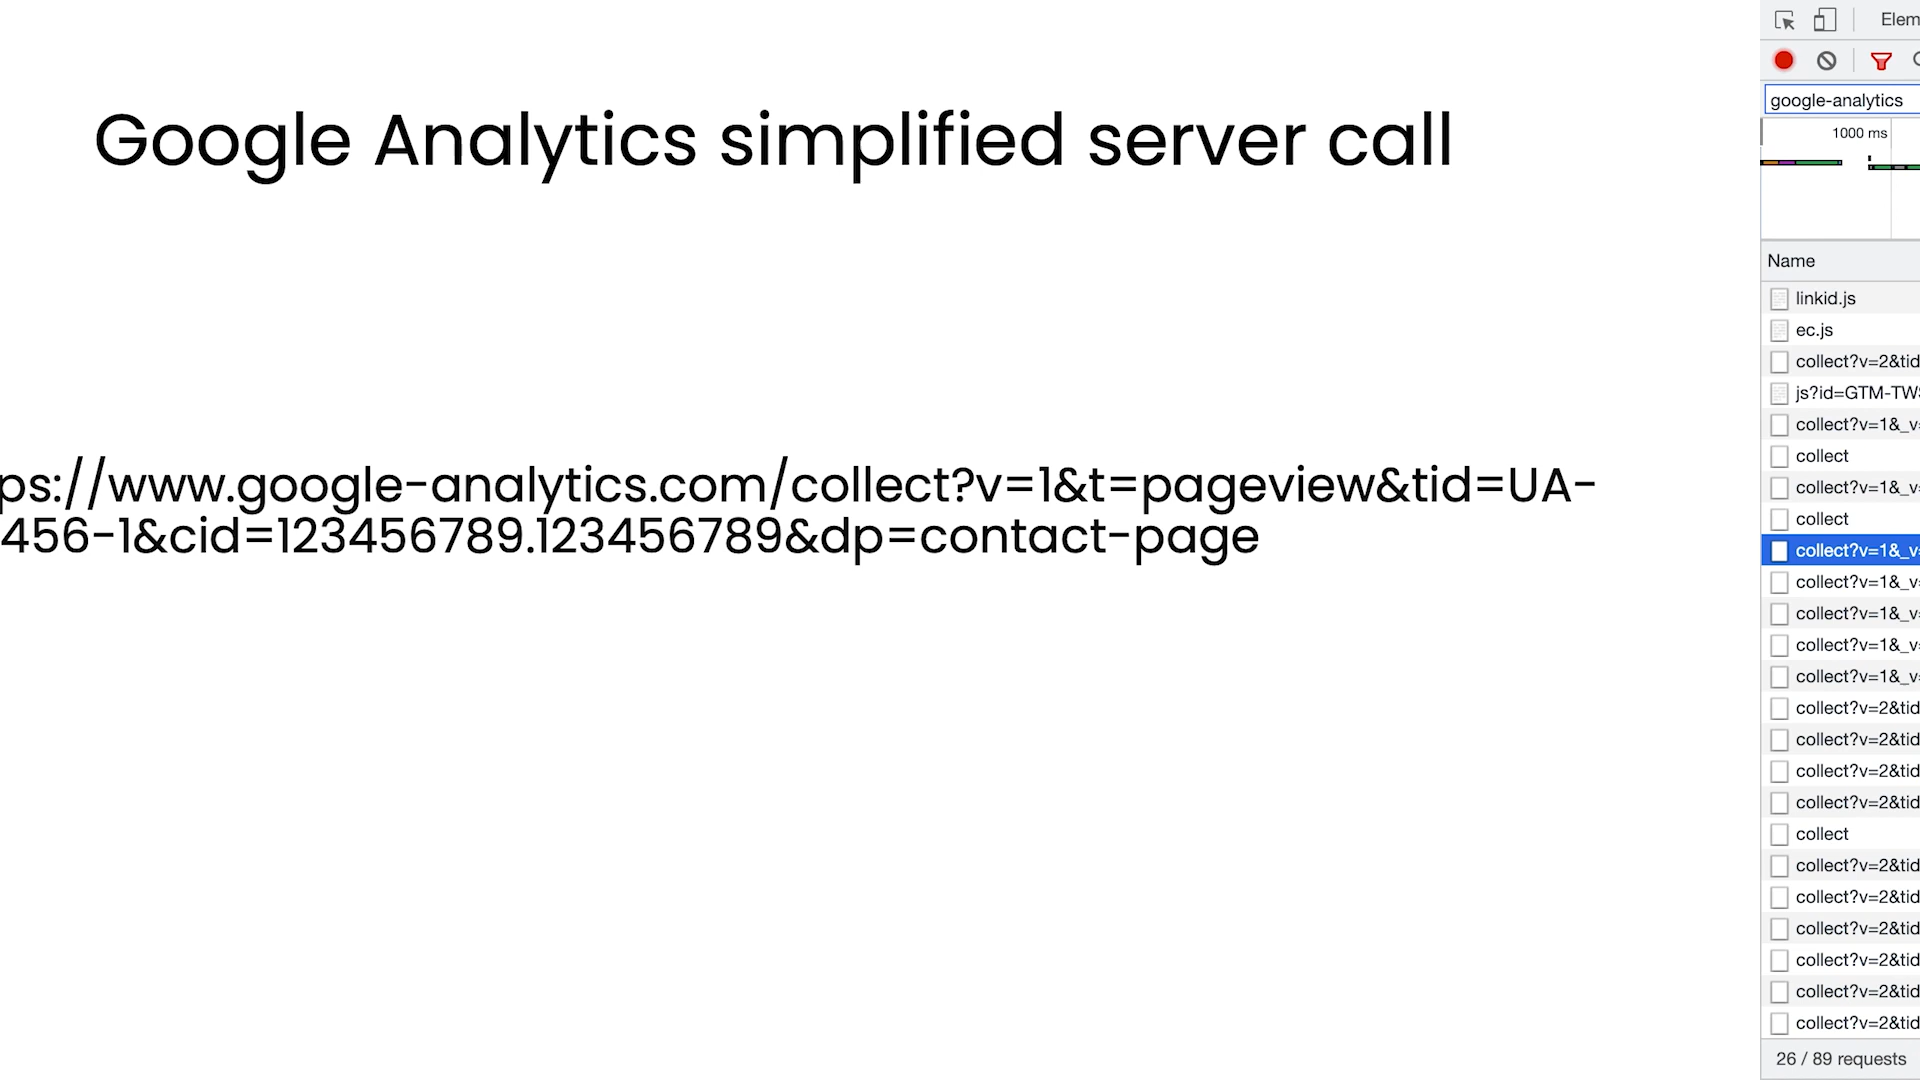 Google Analytics simplified server call
ps://www.google-analytics.com/collect?v=1&t=pageview&tid=UA-
456-1&cid=123456789.123456789&dp=contact-page
Elem
google-analytics
1000 ms
Name
linkid.js
ec.js
collect?v=2&tid
js?id=GTM-TWS
collect?v=1&_v=
collect
collect?v=1&_v=
collect
collect?v=1&_v=
collect?v=1&_v=
collect?v=1&_v=
collect?v=1&_v=
collect?v=1&_v=
collect?v=2&tid
collect?v=2&tid
collect?v=2&tid
collect?v=2&tid
collect
collect?v=2&tid
collect?v=2&tid
collect?v=2&tid
collect?v=2&tid
collect?v=2&tid
collect?v=2&tid
26 / 89 requests